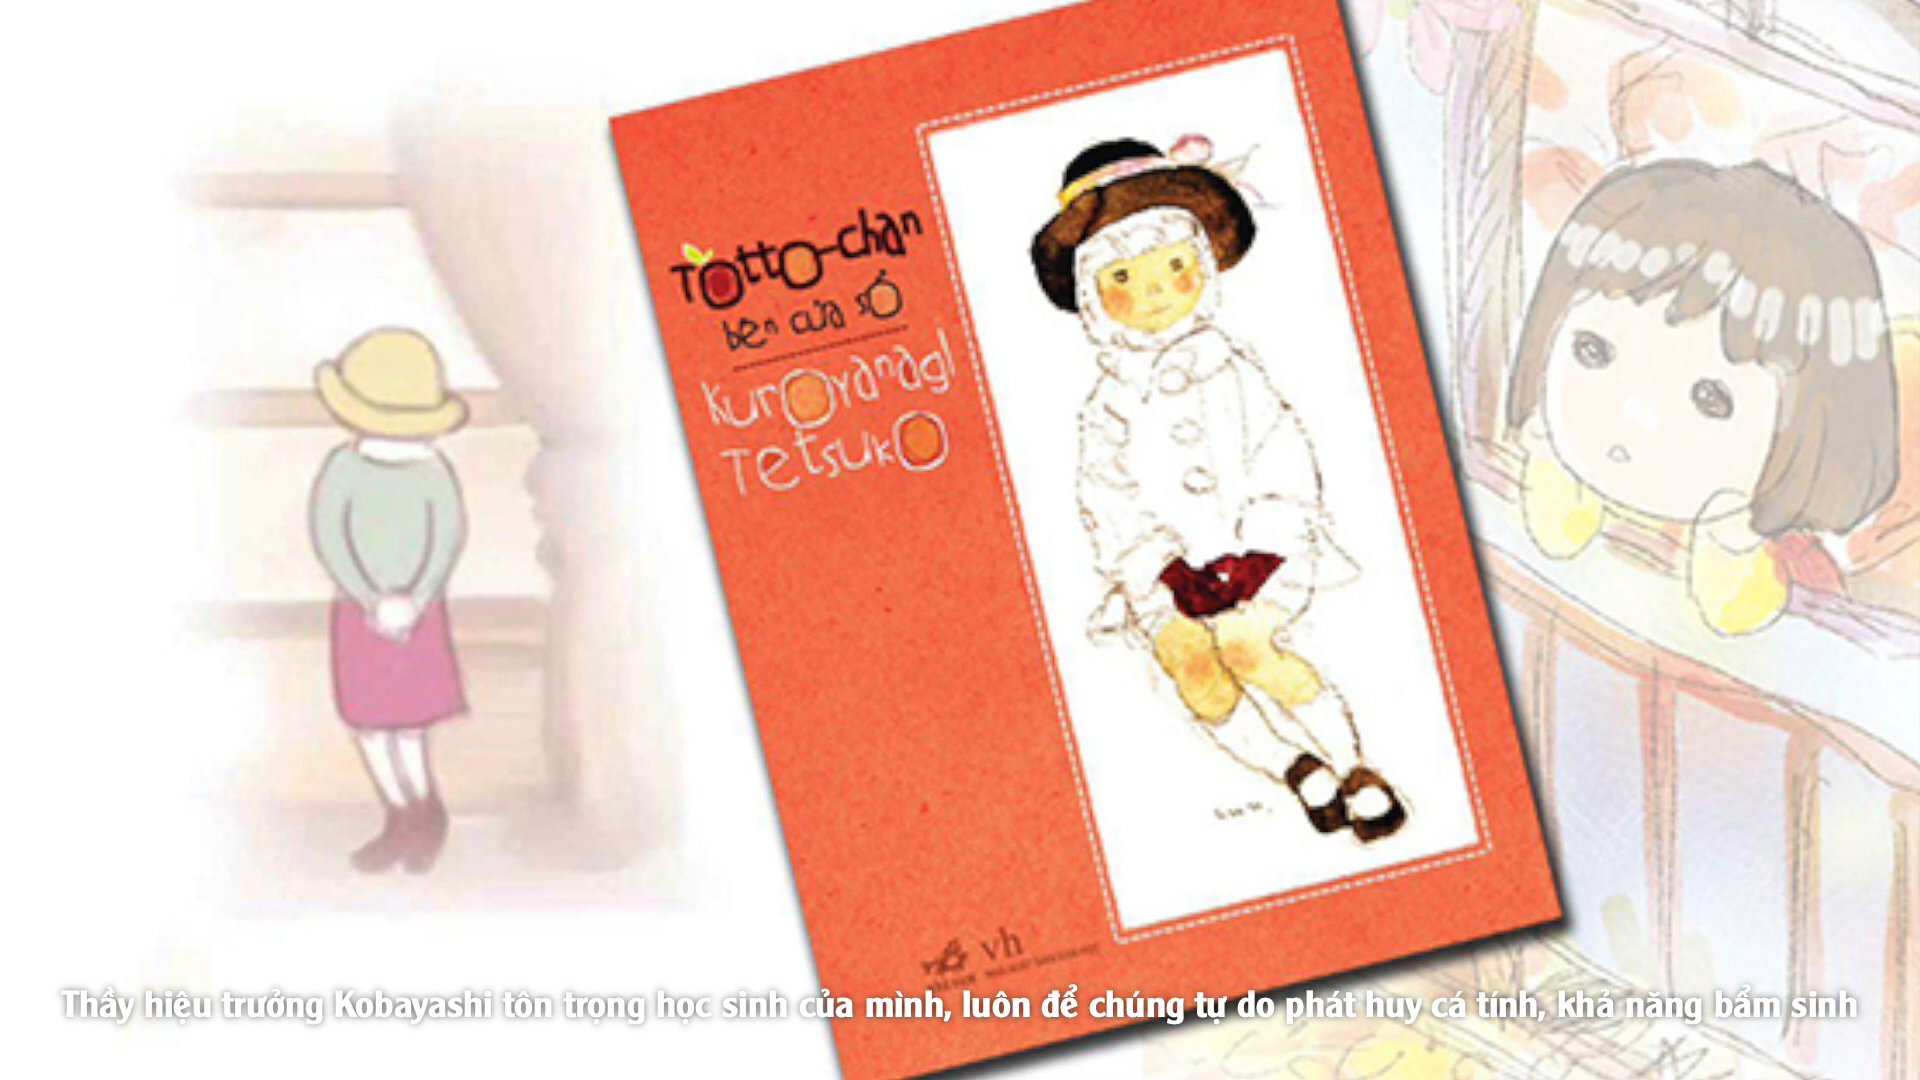 Totto-chan
bên cửa sổ
Kuroyanagi
Tetsuko
vh
Thầy hiệu trưởng Kobayashi tôn trọng học sinh của mình, luôn để chúng tự do phát huy cá tính, khả năng bẩm sinh